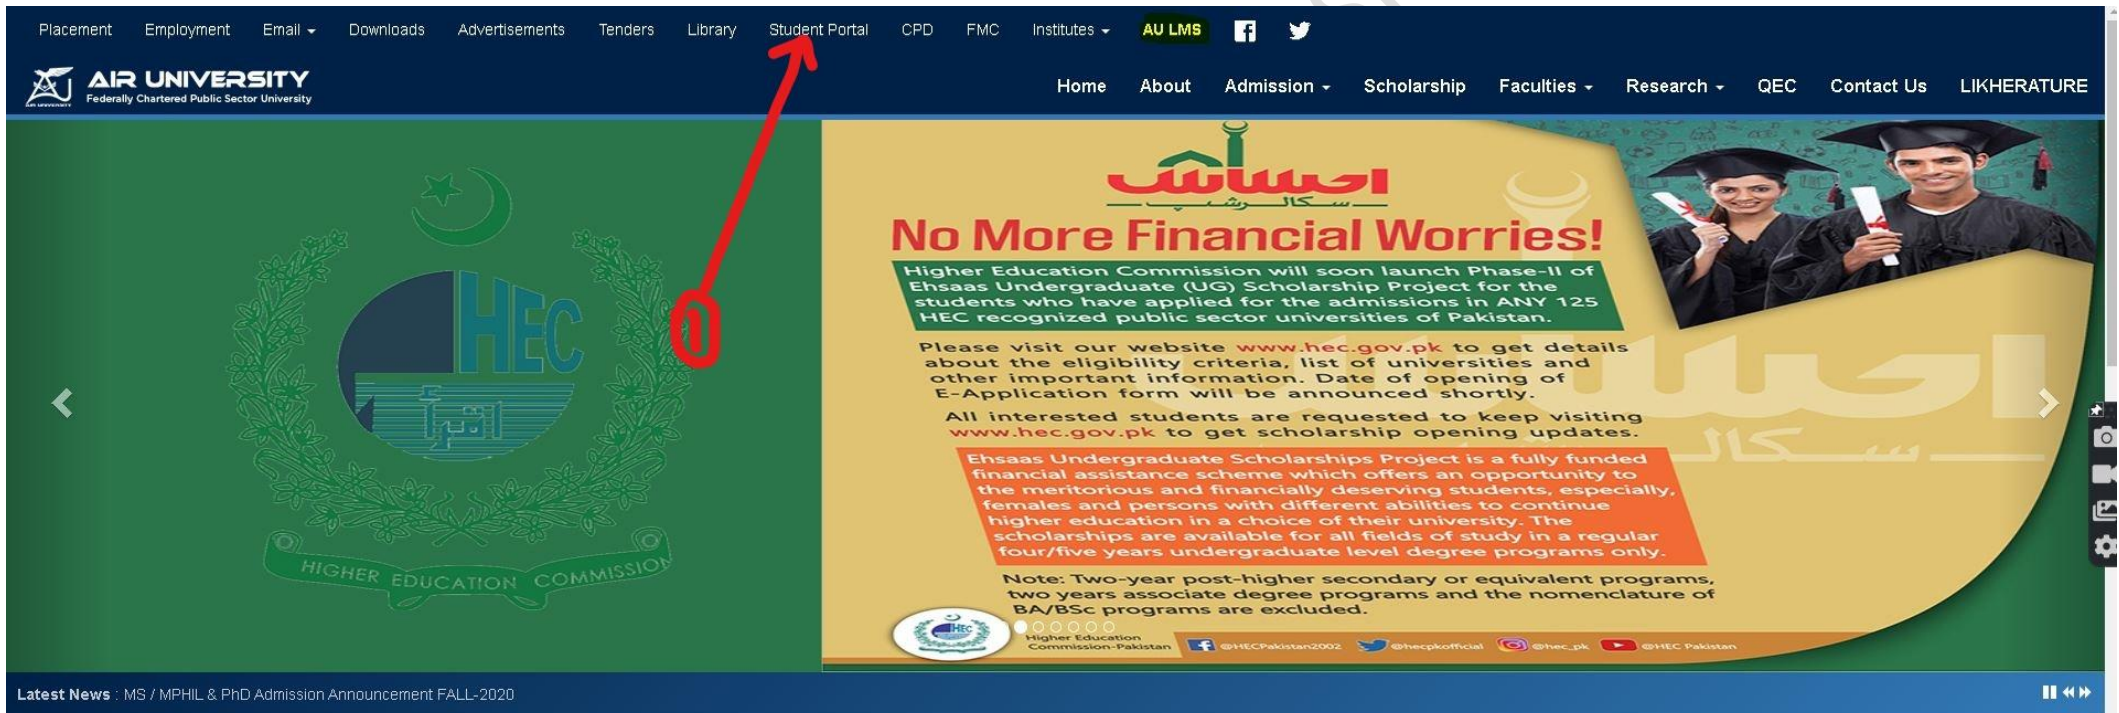 Placement Employment Email Downloads Advertisements Tenders Library Student Portal CPD FMC Institutes AU LMS
AIR UNIVERSITY
Federally Chartered Public Sector University
Home About Admission Scholarship Faculties Research QEC Contact Us LIKHERATURE
HEC
اقرأ
HIGHER EDUCATION COMMISSION
1
احساس
سکالرشپ
No More Financial Worries!
Higher Education Commission will soon launch Phase-II of
Ehsaas Undergraduate (UG) Scholarship Project for the
students who have applied for the admissions in ANY 125
HEC recognized public sector universities of Pakistan.
Please visit our website www.hec.gov.pk to get details
about the eligibility criteria, list of universities and
other important information. Date of opening of
E-Application form will be announced shortly.
All interested students are requested to keep visiting
www.hec.gov.pk to get scholarship opening updates.
Ehsaas Undergraduate Scholarships Project is a fully funded
financial assistance scheme which offers an opportunity to
the meritorious and financially deserving students, especially,
females and persons with different abilities to continue
higher education in a choice of their university. The
scholarships are available for all fields of study in a regular
four/five years undergraduate level degree programs only.
Note: Two-year post-higher secondary or equivalent programs,
two years associate degree programs and the nomenclature of
BA/BSc programs are excluded.
HEC
Higher Education
Commission-Pakistan @HECPakistan2002 @hecpkofficial @hec_pk @HEC Pakistan
احساس
سکالرشپ
Latest News : MS / MPHIL & PhD Admission Announcement FALL-2020